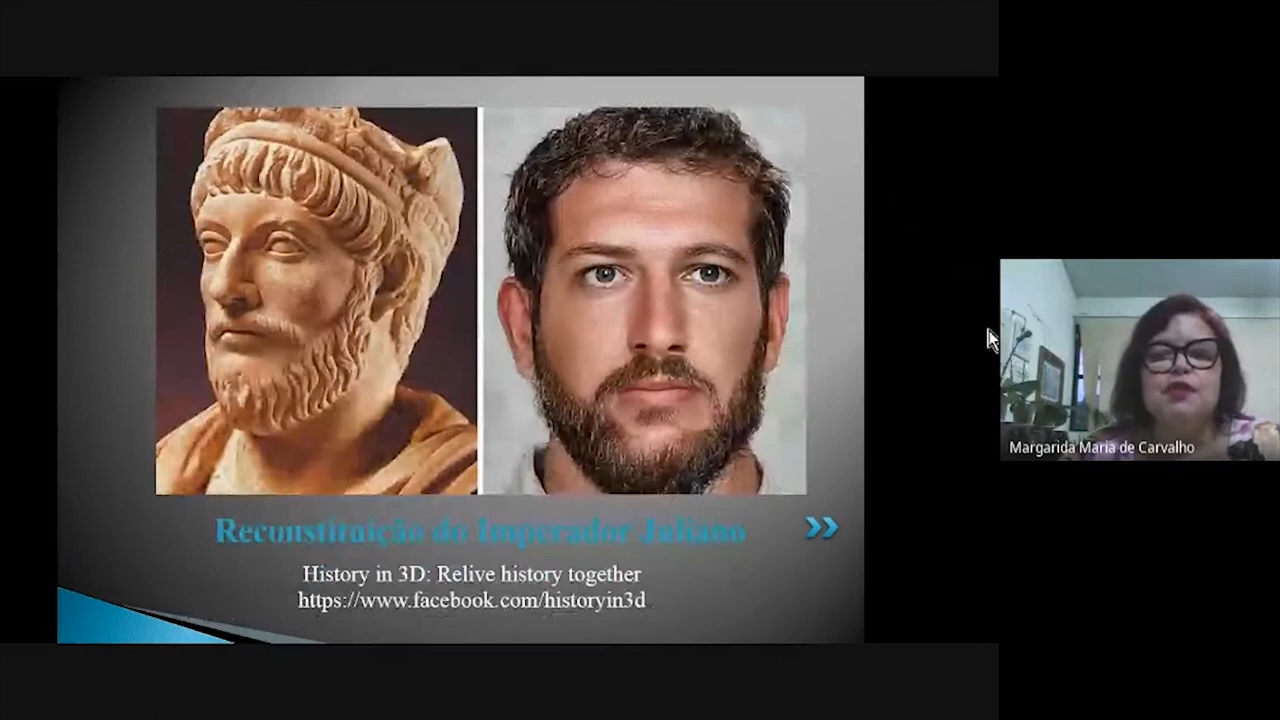 Reconstituição do Imperador Juliano
History in 3D: Relive history together
https://www.facebook.com/historyin3d
Margarida Maria de Carvalho